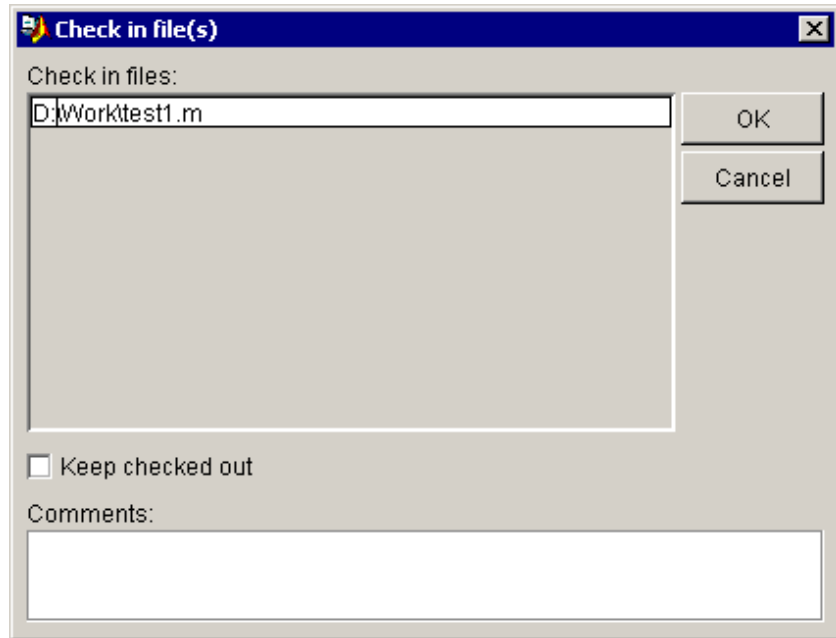 Check in file(s)
Check in files:
D:\Work\test1.m
OK
Cancel
Keep checked out
Comments: